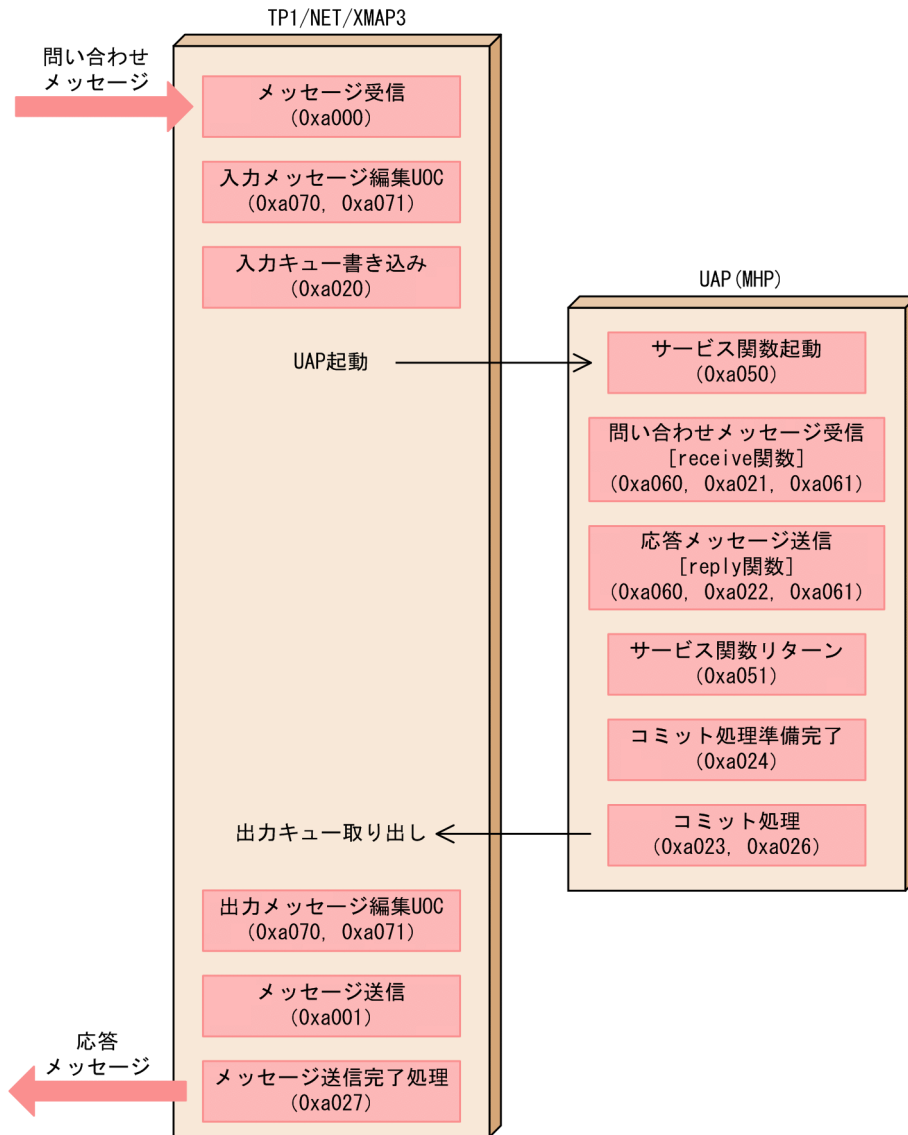 TP1/NET/XMAP3
問い合わせ
メッセージ
メッセージ受信
(0xa000)
入力メッセージ編集UOC
(0xa070, 0xa071)
入力キュー書き込み
(0xa020)
UAP(MHP)
UAP起動
サービス関数起動
(0xa050)
問い合わせメッセージ受信
[receive関数]
(0xa060, 0xa021, 0xa061)
応答メッセージ送信
[reply関数]
(0xa060, 0xa022, 0xa061)
サービス関数リターン
(0xa051)
コミット処理準備完了
(0xa024)
出力キュー取り出し
コミット処理
(0xa023, 0xa026)
出力メッセージ編集UOC
(0xa070, 0xa071)
メッセージ送信
(0xa001)
応答
メッセージ
メッセージ送信完了処理
(0xa027)